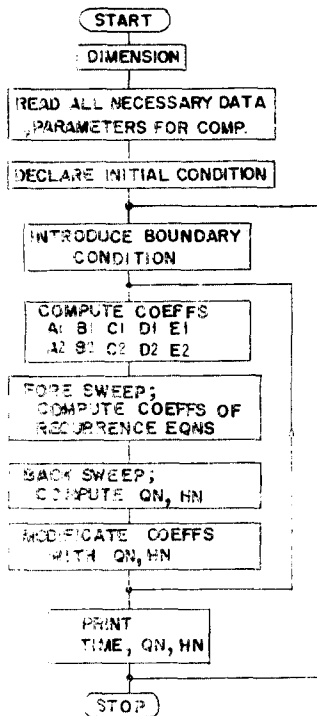 START
DIMENSION
READ ALL NECESSARY DATA
,PARAMETERS FOR COMP.
DECLARE INITIAL CONDITION
INTRODUCE BOUNDARY
CONDITION
COMPUTE COEFFS
A1 B1 C1 D1 E1
A2 B2 C2 D2 E2
FORE SWEEP;
COMPUTE COEFFS OF
RECURRENCE EQNS
BACK SWEEP;
COMPUTE QN, HN
MODIFICATE COEFFS
WITH QN, HN
PRINT
TIME, QN, HN
STOP